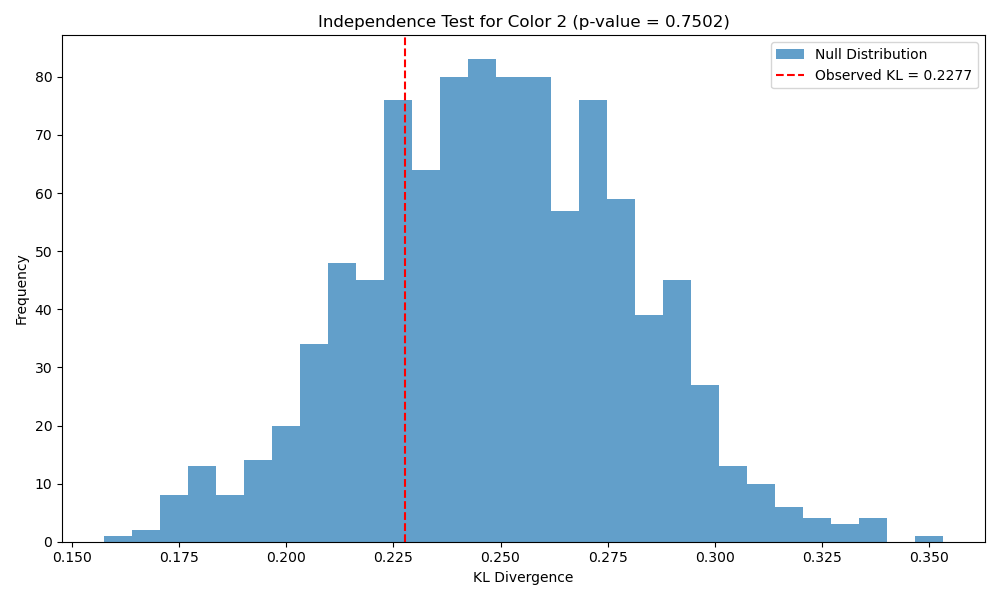 Independence Test for Color 2 (p-value = 0.7502)
Null Distribution
Observed KL = 0.2277
80
70
60
50
40
30
20
10
0
Frequency
0.150 0.175 0.200 0.225 0.250 0.275 0.300 0.325 0.350
KL Divergence